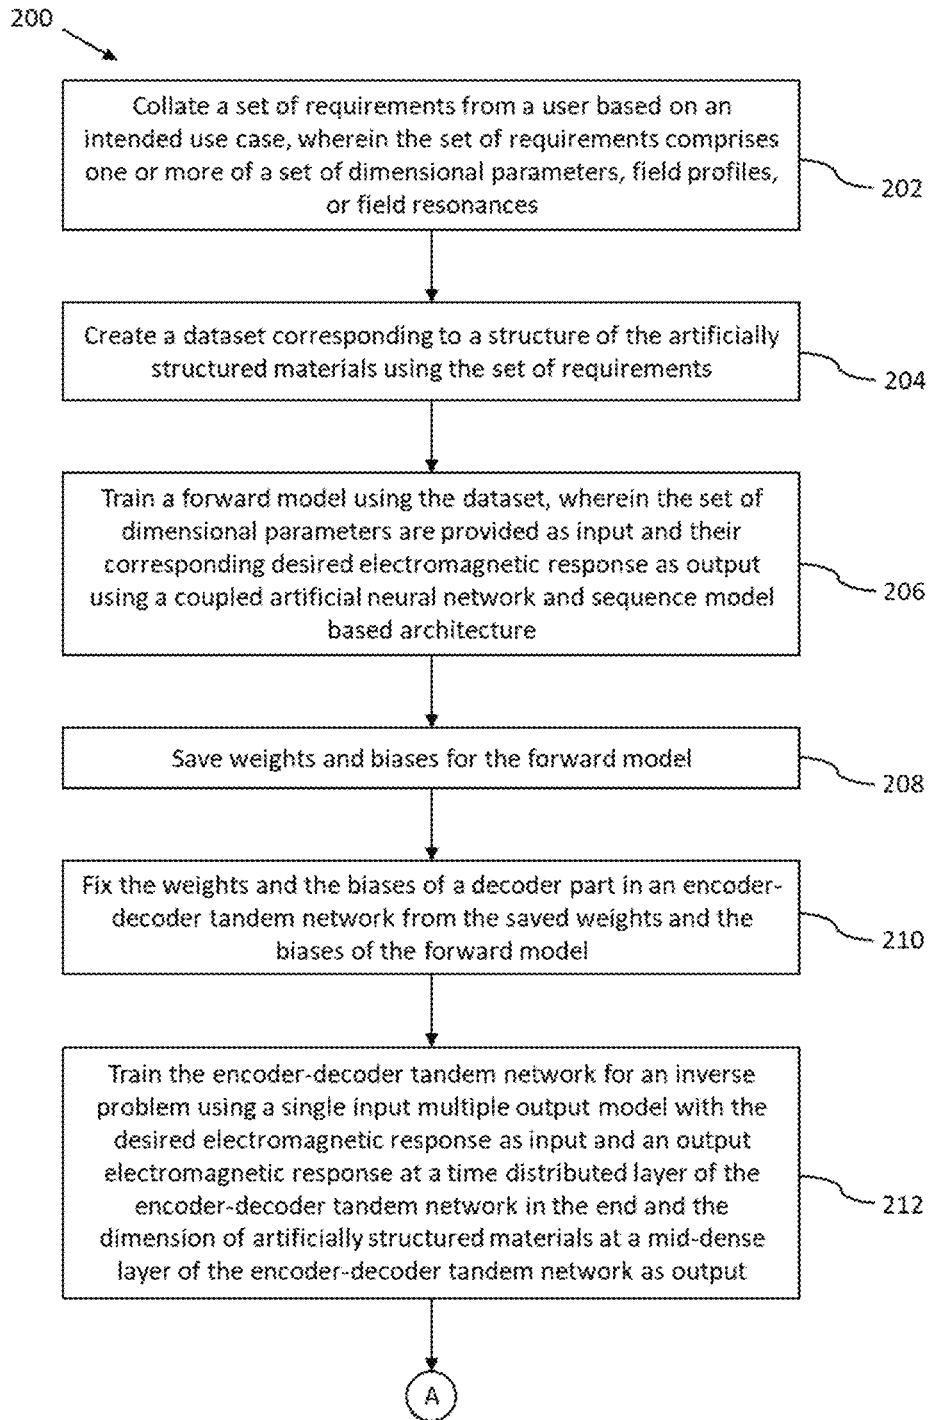 200
Collate a set of requirements from a user based on an
intended use case, wherein the set of requirements comprises
one or more of a set of dimensional parameters, field profiles,
or field resonances
202
Create a dataset corresponding to a structure of the artificially
structured materials using the set of requirements
204
Train a forward model using the dataset, wherein the set of
dimensional parameters are provided as input and their
corresponding desired electromagnetic response as output
using a coupled artificial neural network and sequence model
based architecture
206
Save weights and biases for the forward model
208
Fix the weights and the biases of a decoder part in an encoder-
decoder tandem network from the saved weights and the
biases of the forward model
210
Train the encoder-decoder tandem network for an inverse
problem using a single input multiple output model with the
desired electromagnetic response as input and an output
electromagnetic response at a time distributed layer of the
encoder-decoder tandem network in the end and the
dimension of artificially structured materials at a mid-dense
layer of the encoder-decoder tandem network as output
212
A